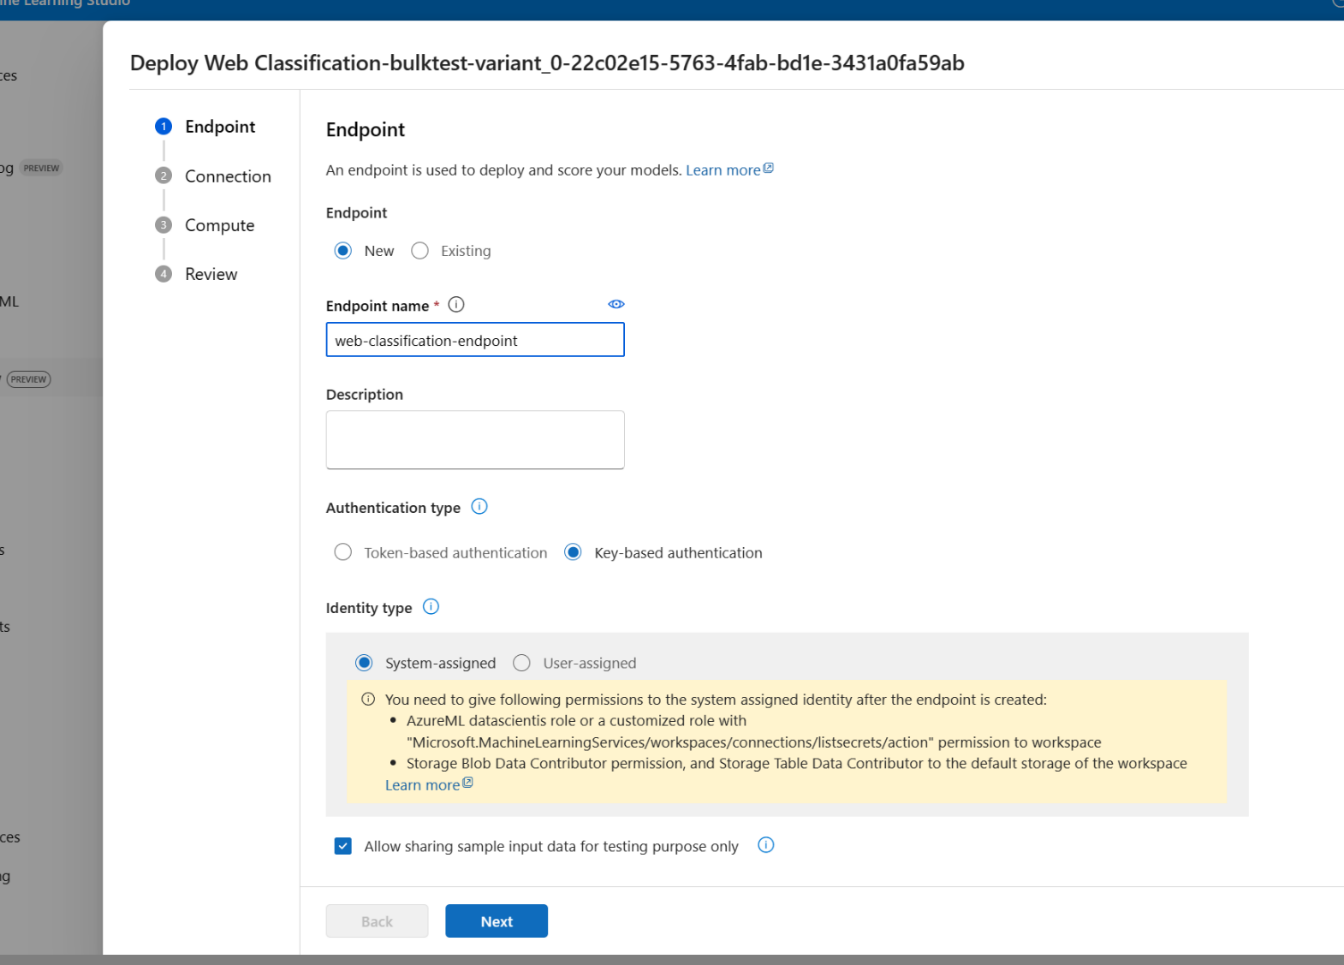 Learning Studio
Deploy Web Classification-bulktest-variant_0-22c02e15-5763-4fab-bd1e-3431a0fa59ab
1 Endpoint
2 Connection
3 Compute
4 Review
PREVIEW
ML
PREVIEW
Endpoint
An endpoint is used to deploy and score your models. Learn more
Endpoint
New Existing
Endpoint name *
web-classification-endpoint
Description
Authentication type
Token-based authentication Key-based authentication
Identity type
System-assigned User-assigned
You need to give following permissions to the system assigned identity after the endpoint is created:
• AzureML datascientis role or a customized role with
"Microsoft.MachineLearningServices/workspaces/connections/listsecrets/action" permission to workspace
• Storage Blob Data Contributor permission, and Storage Table Data Contributor to the default storage of the workspace
Learn more
Allow sharing sample input data for testing purpose only
Back Next